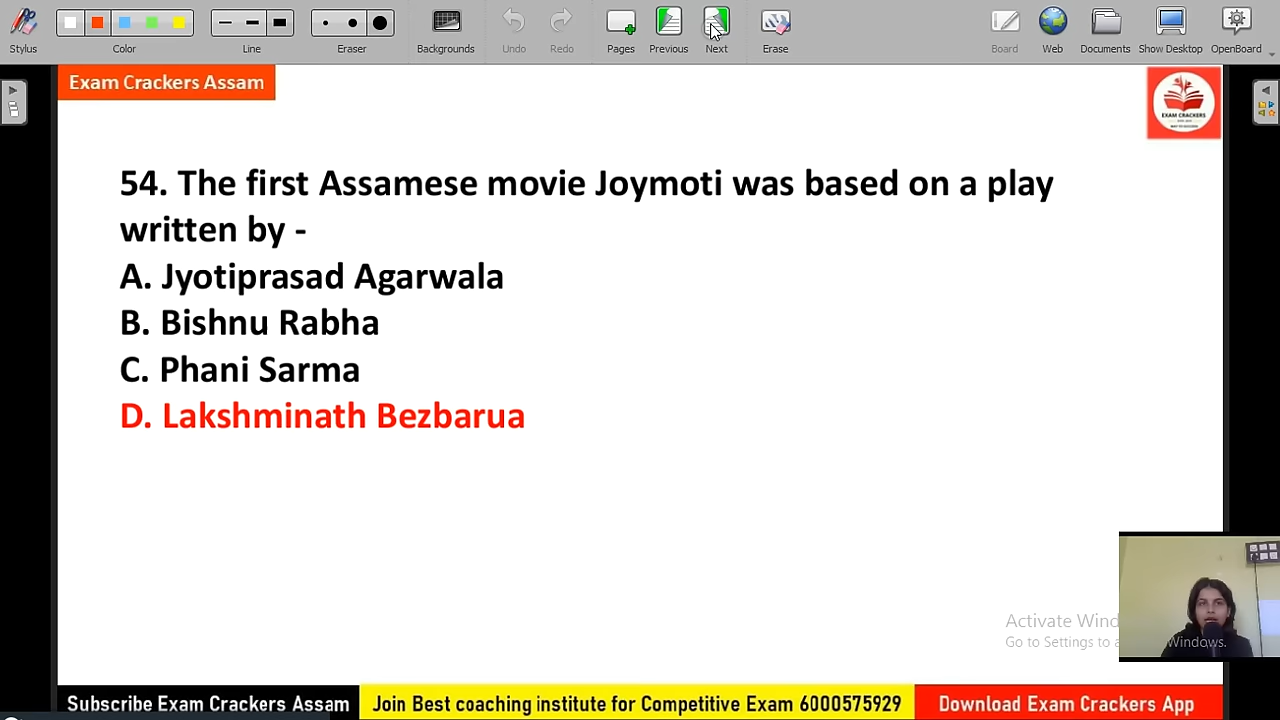 Stylus
Color
Line
Eraser
Backgrounds
Undo
Redo
Pages
Previous
Next
Erase
Board
Web
Documents
Show Desktop
OpenBoard
Exam Crackers Assam
EXAM CRACKERS
54. The first Assamese movie Joymoti was based on a play
written by -
A. Jyotiprasad Agarwala
B. Bishnu Rabha
C. Phani Sarma
D. Lakshminath Bezbarua
Activate Wind
Go to Settings to a Windows.
Subscribe Exam Crackers Assam
Join Best coaching institute for Competitive Exam 6000575929
Download Exam Crackers App